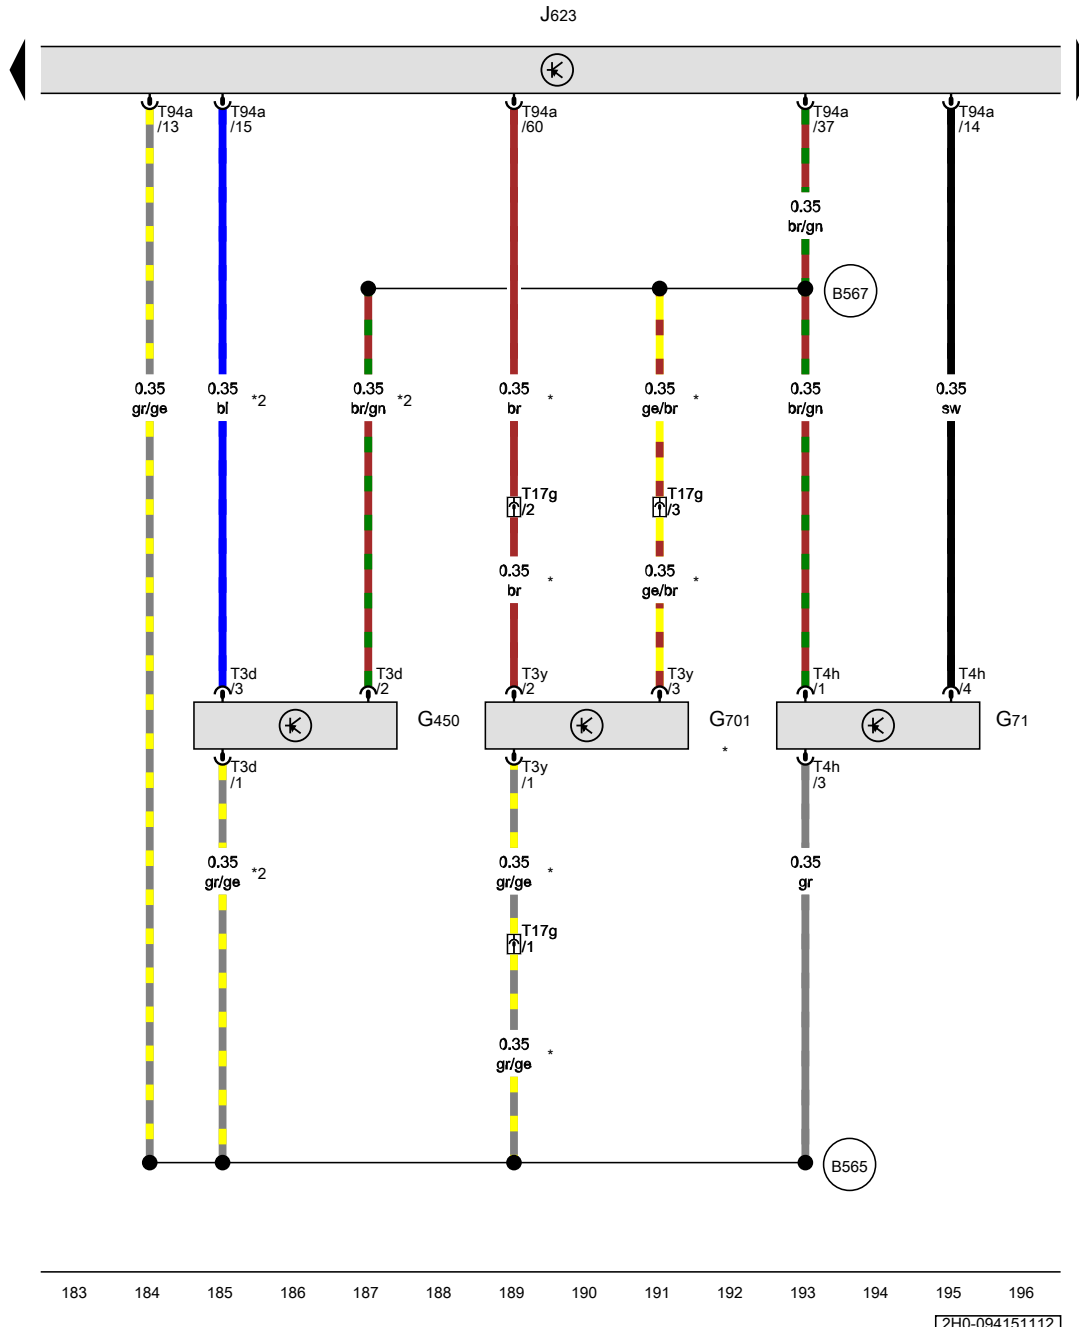 J623
T94a
/13
T94a
/15
T94a
/60
T94a
/37
T94a
/14
0.35
br/gn
B567
0.35
gr/ge
0.35
bl
*2
0.35
br/gn
*2
0.35
br
*
0.35
ge/br
*
0.35
br/gn
0.35
sw
T17g
/2
T17g
/3
0.35
br
*
0.35
ge/br
*
T3d
/3
T3d
/2
T3y
/2
T3y
/3
T4h
/1
T4h
/4
G450
G701
*
G71
T3d
/1
T3y
/1
T4h
/3
0.35
gr/ge
*2
0.35
gr/ge
*
0.35
gr
T17g
/1
0.35
gr/ge
*
B565
183 184 185 186 187 188 189 190 191 192 193 194 195 196
2H0-094151112